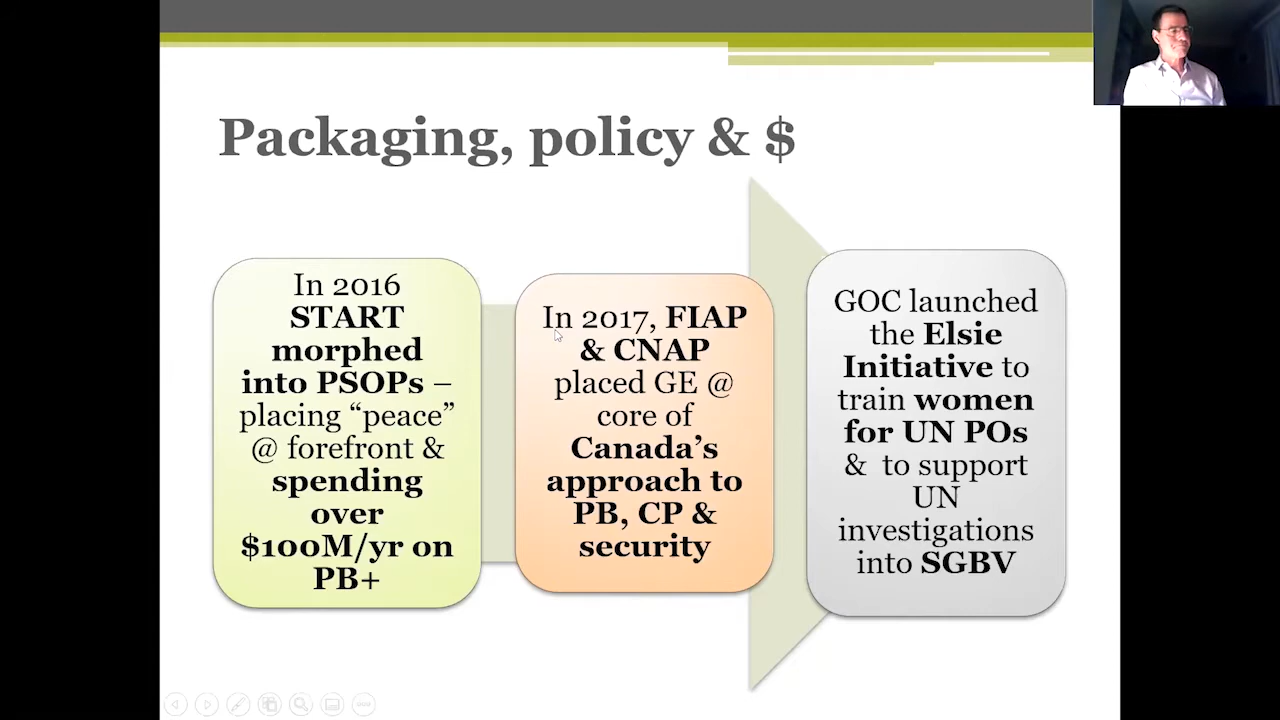 Packaging, policy & $
In 2016
START
morphed
into PSOPs –
placing “peace”
@ forefront &
spending
over
$100M/yr on
PB+
In 2017, FIAP
& CNAP
placed GE @
core of
Canada’s
approach to
PB, CP &
security
GOC launched
the Elsie
Initiative to
train women
for UN POs
& to support
UN
investigations
into SGBV